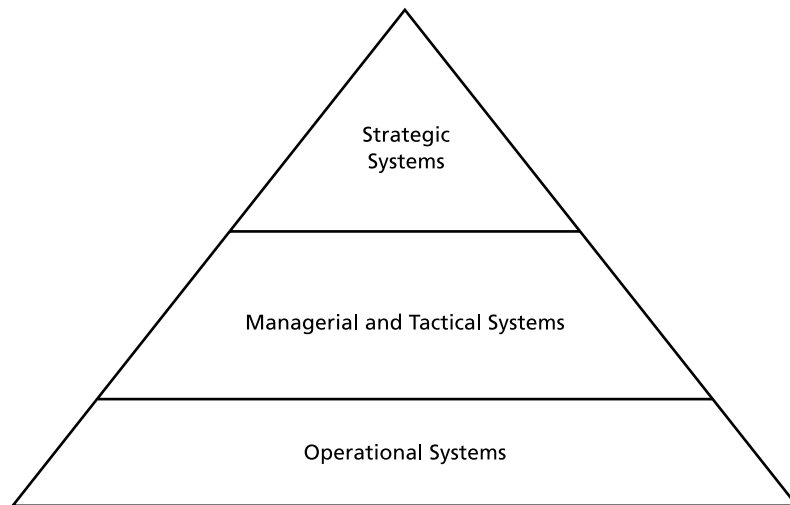 Strategic
Systems
Managerial and Tactical Systems
Operational Systems